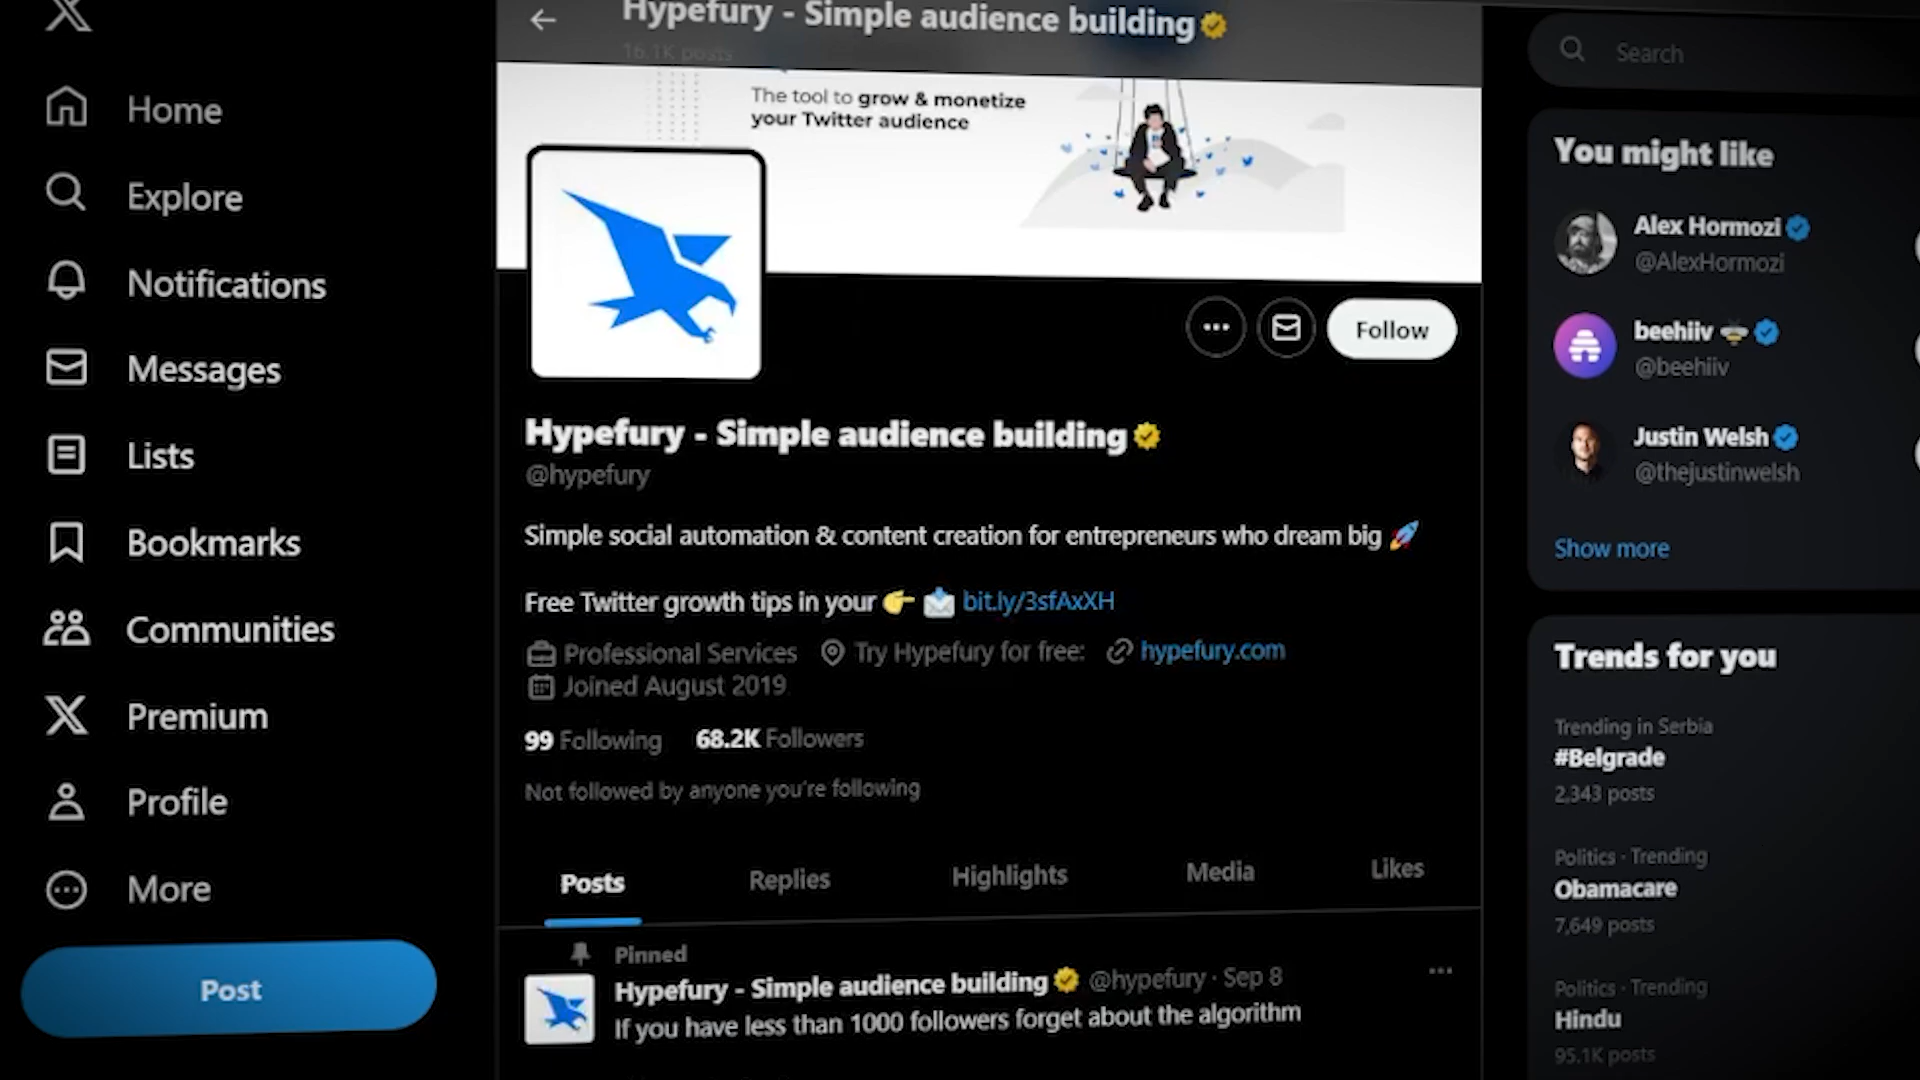 Home
Explore
Notifications
Messages
Lists
Bookmarks
Communities
Premium
Profile
More
Post
Hypefury - Simple audience building
16.1K posts
The tool to grow & monetize
your Twitter audience
Follow
Hypefury - Simple audience building
@hypefury
Simple social automation & content creation for entrepreneurs who dream big 🚀
Free Twitter growth tips in your 👉 📩 bit.ly/3sfAxXH
Professional Services Try Hypefury for free: hypefury.com
Joined August 2019
99 Following 68.2K Followers
Not followed by anyone you're following
Posts Replies Highlights Media Likes
Pinned
Hypefury - Simple audience building @hypefury · Sep 8
If you have less than 1000 followers forget about the algorithm
Search
You might like
Alex Hormozi
@AlexHormozi
beehiiv 🐝
@beehiiv
Justin Welsh
@thejustinwelsh
Show more
Trends for you
Trending in Serbia
#Belgrade
2,343 posts
Politics · Trending
Obamacare
7,649 posts
Politics · Trending
Hindu
95.1K posts